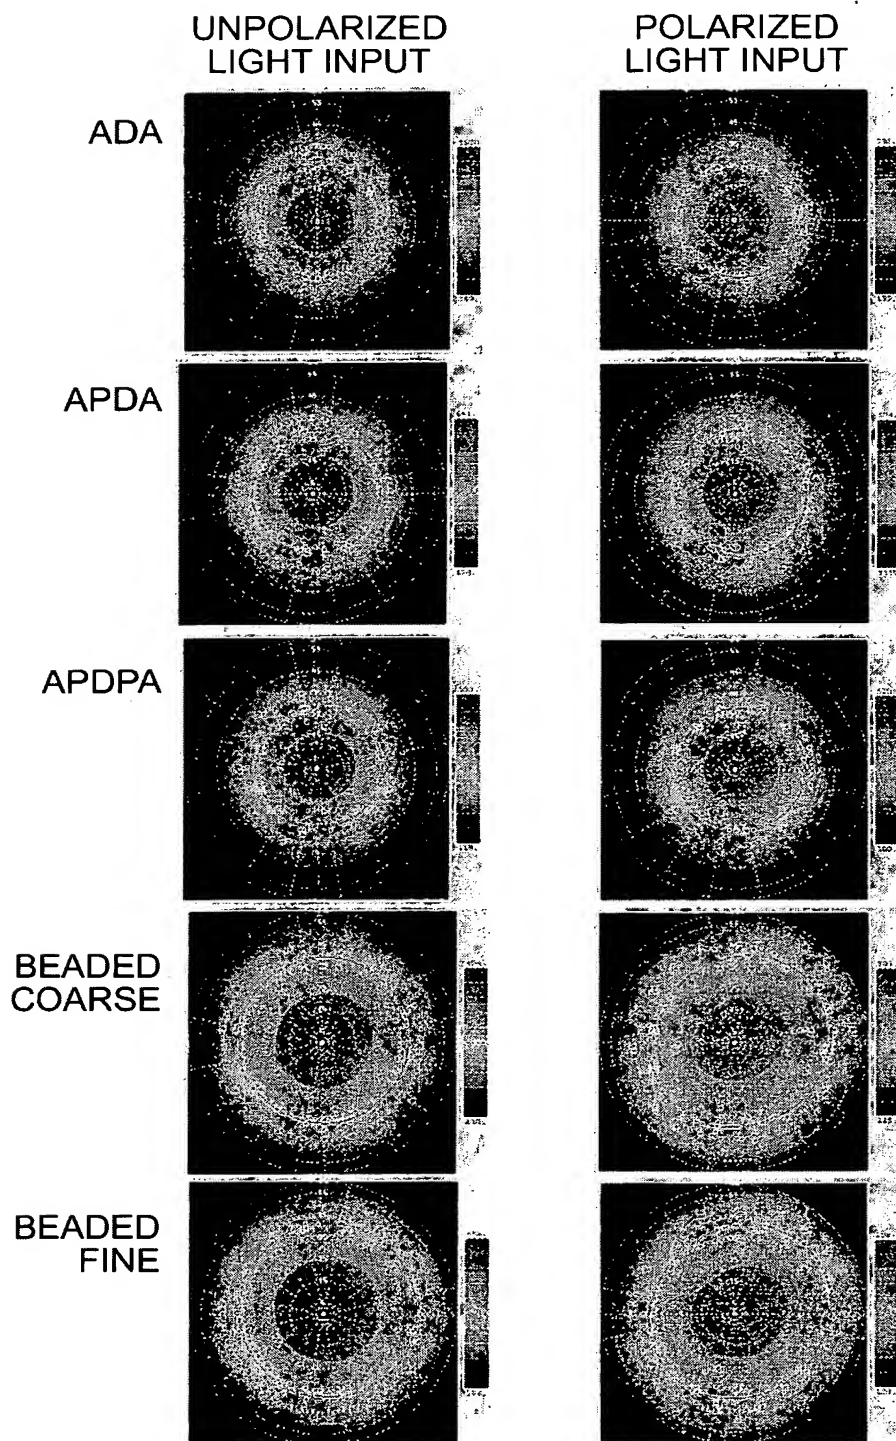 UNPOLARIZED
LIGHT INPUT
POLARIZED
LIGHT INPUT
ADA
APDA
APDPA
BEADED
COARSE
BEADED
FINE